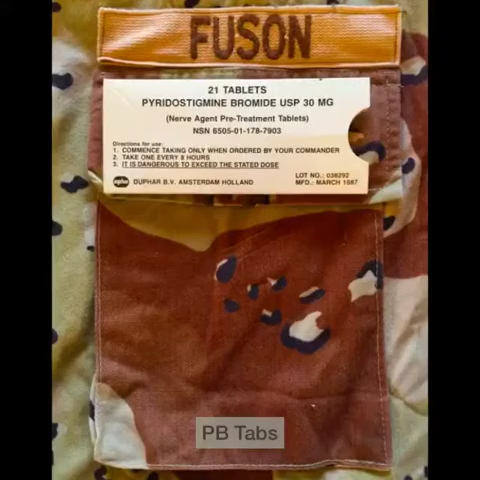 FUSON
21 TABLETS
PYRIDOSTIGMINE BROMIDE USP 30 MG
(Nerve Agent Pre-Treatment Tablets)
NSN 6505-01-178-7903
Directions for use:
1. COMMENCE TAKING ONLY WHEN ORDERED BY YOUR COMMANDER
2. TAKE ONE EVERY 8 HOURS
3. IT IS DANGEROUS TO EXCEED THE STATED DOSE
DUPHAR B.V. AMSTERDAM HOLLAND
LOT NO.: 038292
MFD.: MARCH 1987
PB Tabs